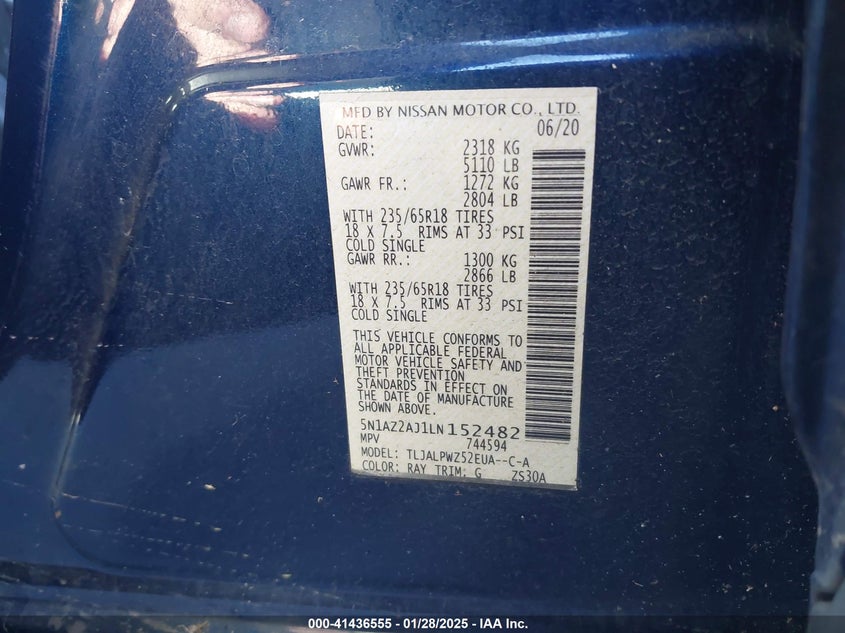 MFD BY NISSAN MOTOR CO., LTD.
DATE: 06/20
GVWR: 2318 KG
5110 LB
GAWR FR.: 1272 KG
2804 LB
WITH 235/65R18 TIRES
18 X 7.5 RIMS AT 33 PSI
COLD SINGLE
GAWR RR.: 1300 KG
2866 LB
WITH 235/65R18 TIRES
18 X 7.5 RIMS AT 33 PSI
COLD SINGLE
THIS VEHICLE CONFORMS TO
ALL APPLICABLE FEDERAL
MOTOR VEHICLE SAFETY AND
THEFT PREVENTION
STANDARDS IN EFFECT ON
THE DATE OF MANUFACTURE
SHOWN ABOVE.
5N1AZ2AJ1LN152482
MPV 744594
MODEL: TLJALPWZ52EUA--C-A
COLOR: RAY TRIM: G ZS30A
000-41436555 — 01/28/2025 — IAA Inc.